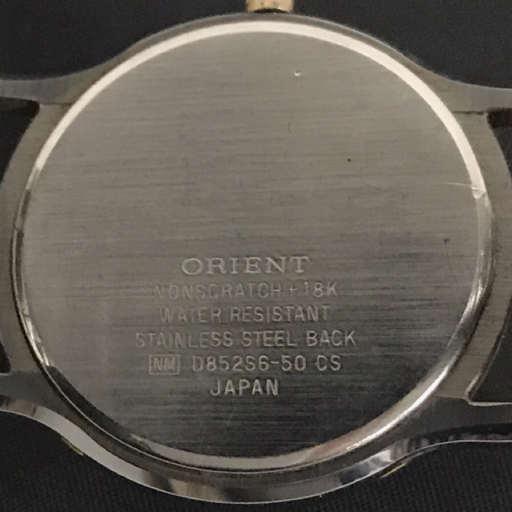 ORIENT
NONSCRATCH+18K
WATER RESISTANT
STAINLESS STEEL BACK
NM D852S6-50 CS
JAPAN